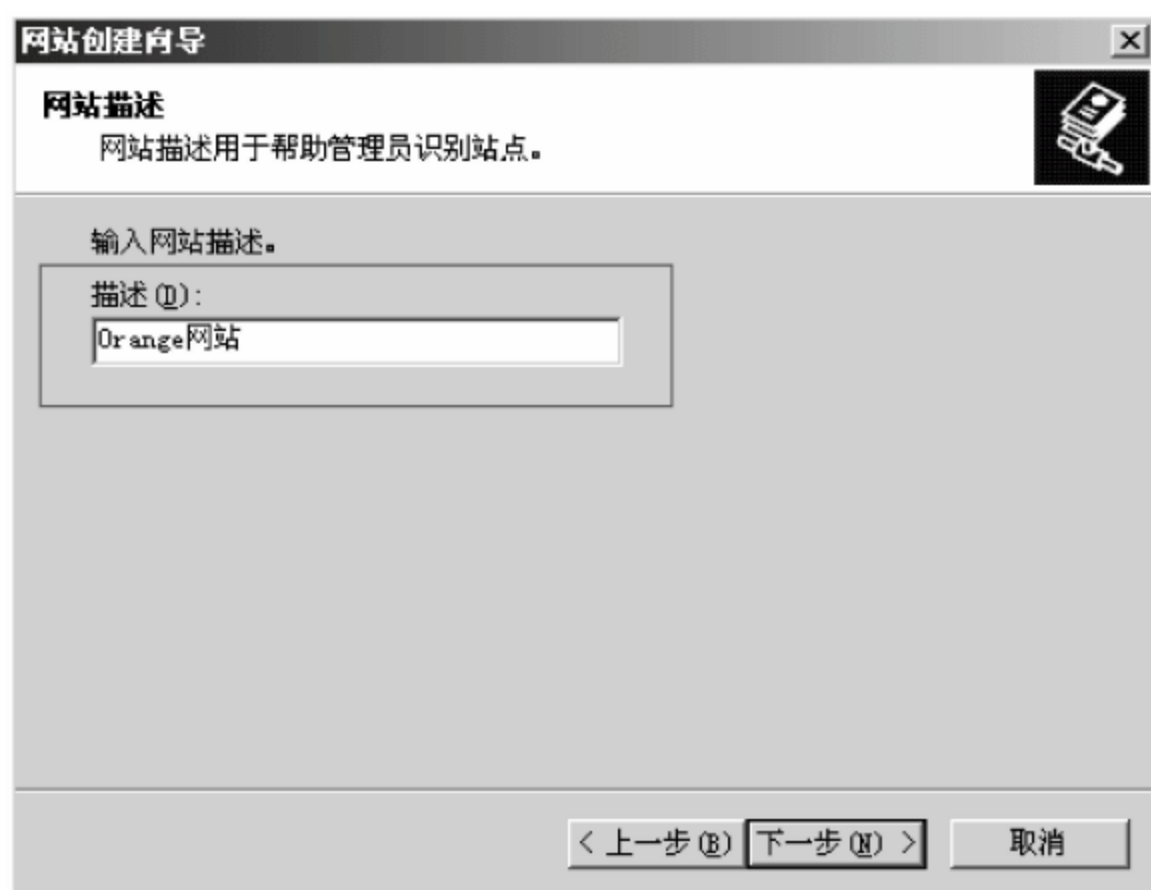 网站创建向导
网站描述
网站描述用于帮助管理员识别站点。
输入网站描述。
描述(D):
Orange网站
< 上一步(B) 下一步(N) > 取消